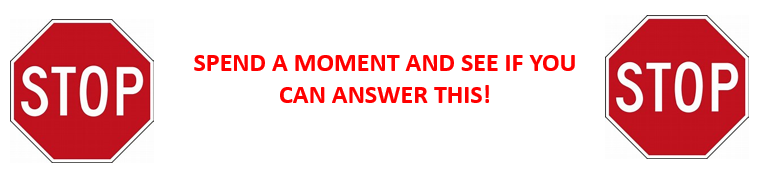 STOP
SPEND A MOMENT AND SEE IF YOU
CAN ANSWER THIS!
STOP